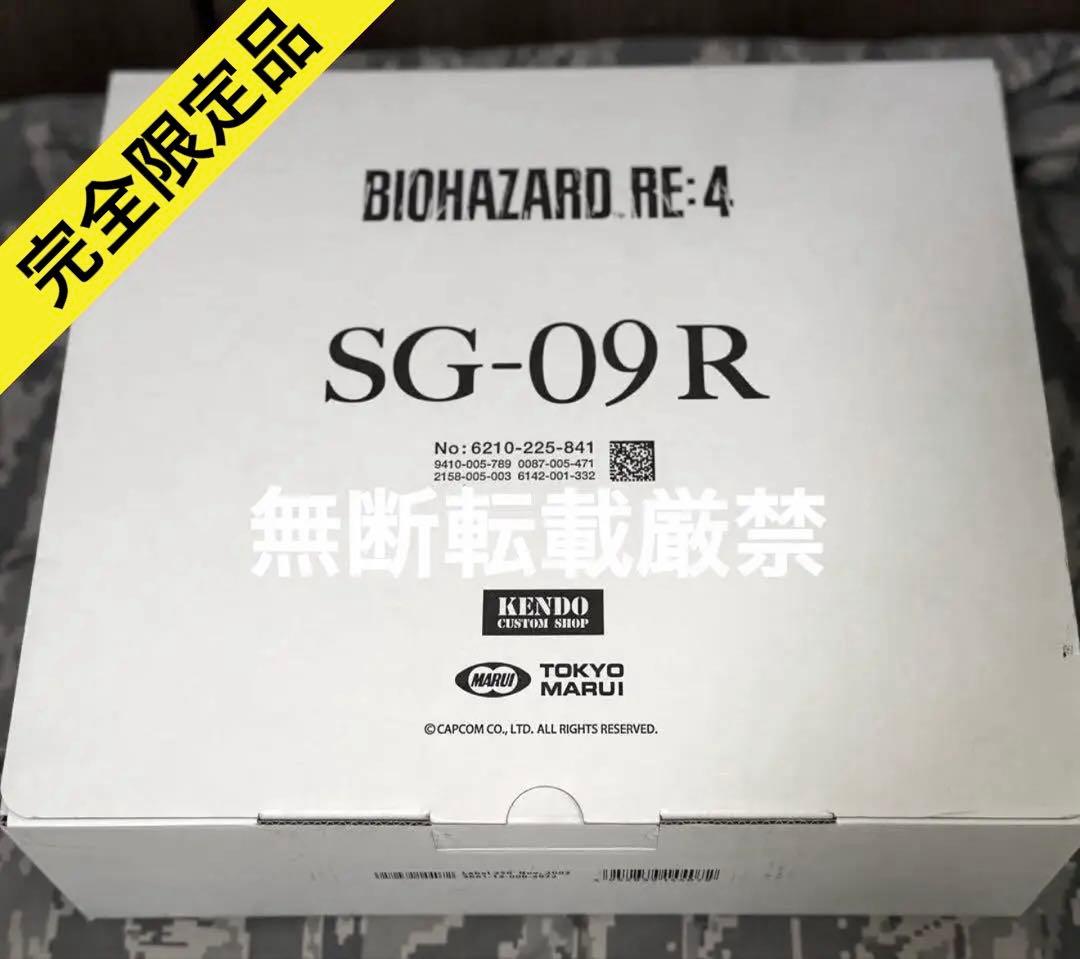 完全限定品
BIOHAZARD RE:4
SG-09 R
No: 6210-225-841
9410-005-789 0087-005-471
2158-005-003 6142-001-332
無断転載厳禁
KENDO
CUSTOM SHOP
MARUI
TOKYO
MARUI
©CAPCOM CO., LTD. ALL RIGHTS RESERVED.